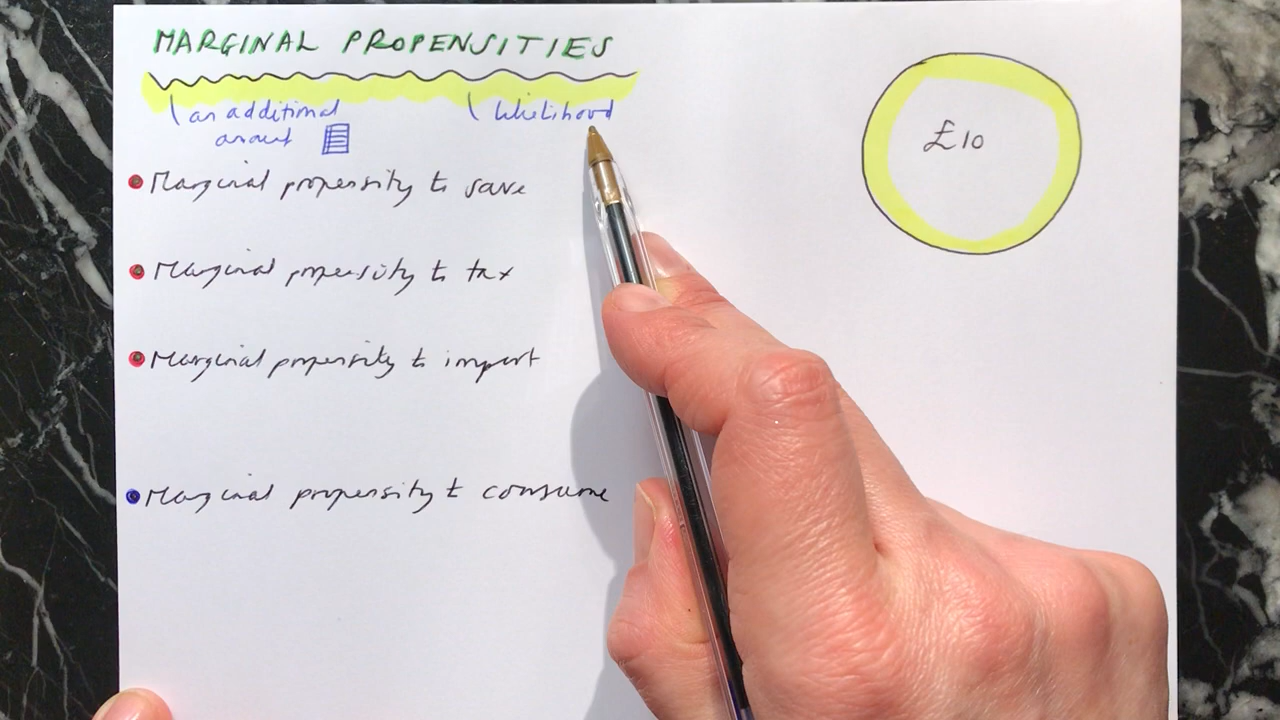 MARGINAL PROPENSITIES
an additional likelihood
amount
£10
Marginal propensity to save
Marginal propensity to tax
Marginal propensity to import
Marginal propensity to consume